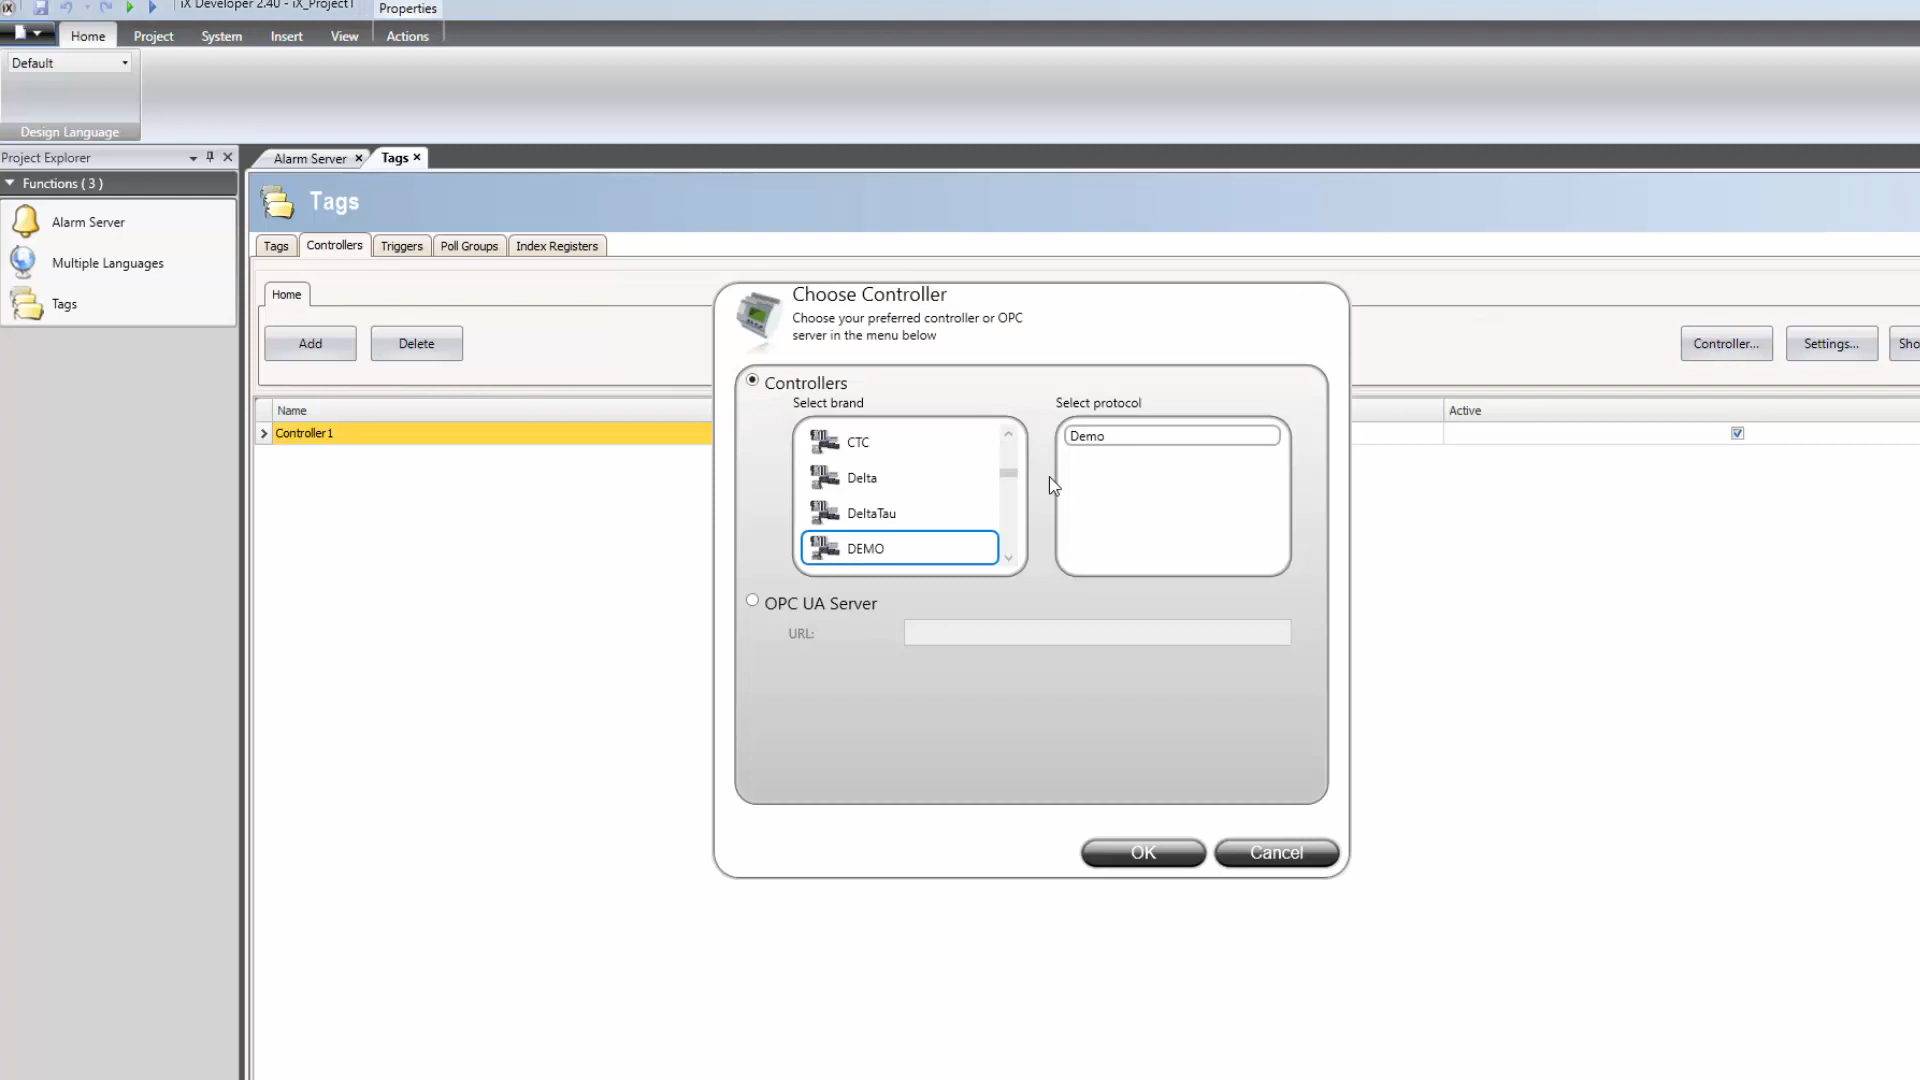 iX Developer 2.40 - iX_Project1
Properties
Home
Project
System
Insert
View
Actions
Default
Design Language
Project Explorer
Functions ( 3 )
Alarm Server
Multiple Languages
Tags
Alarm Server
Tags
Tags
Tags
Controllers
Triggers
Poll Groups
Index Registers
Home
Add
Delete
Controller...
Settings...
Sho
Name
Active
Controller1
Choose Controller
Choose your preferred controller or OPC
server in the menu below
Controllers
Select brand
Select protocol
CTC
Delta
DeltaTau
DEMO
Demo
OPC UA Server
URL:
OK
Cancel